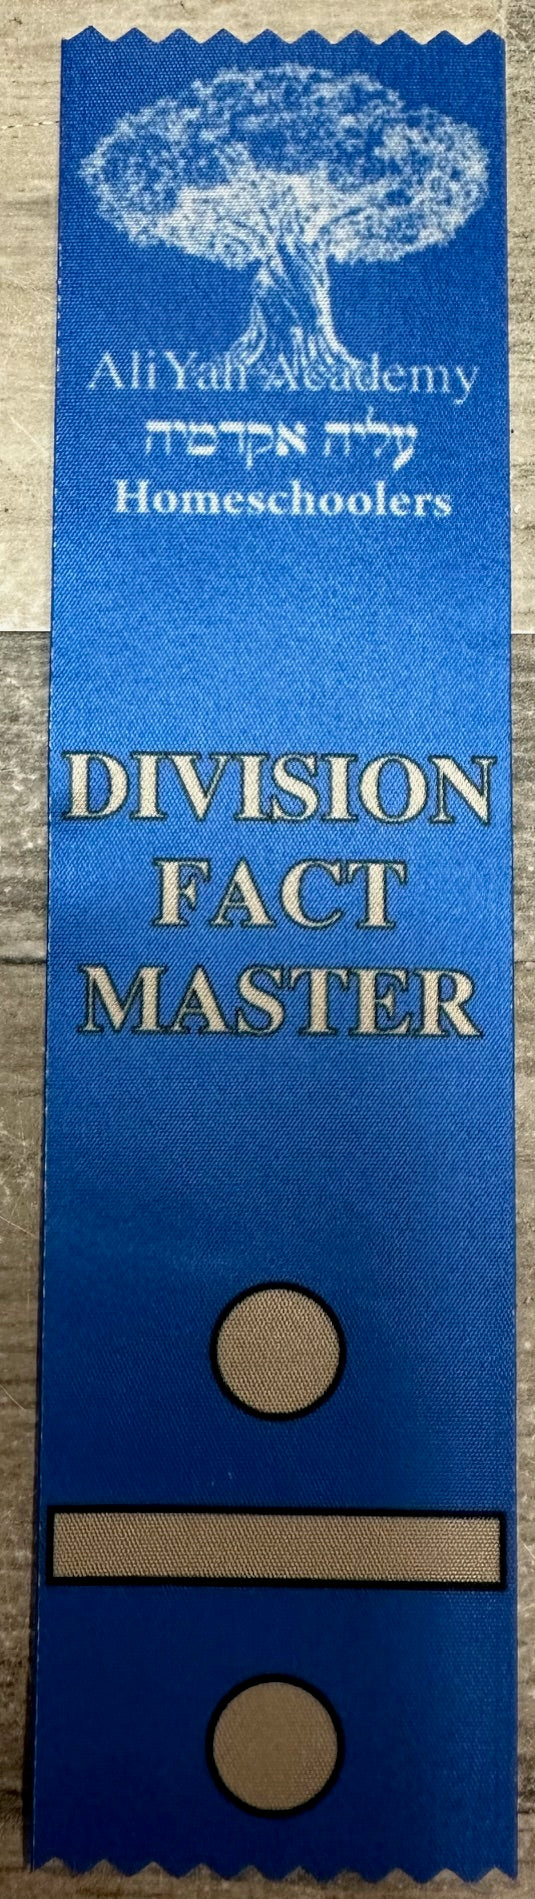 AliYah Academy
עליה אקדמיה
Homeschoolers
DIVISION
FACT
MASTER